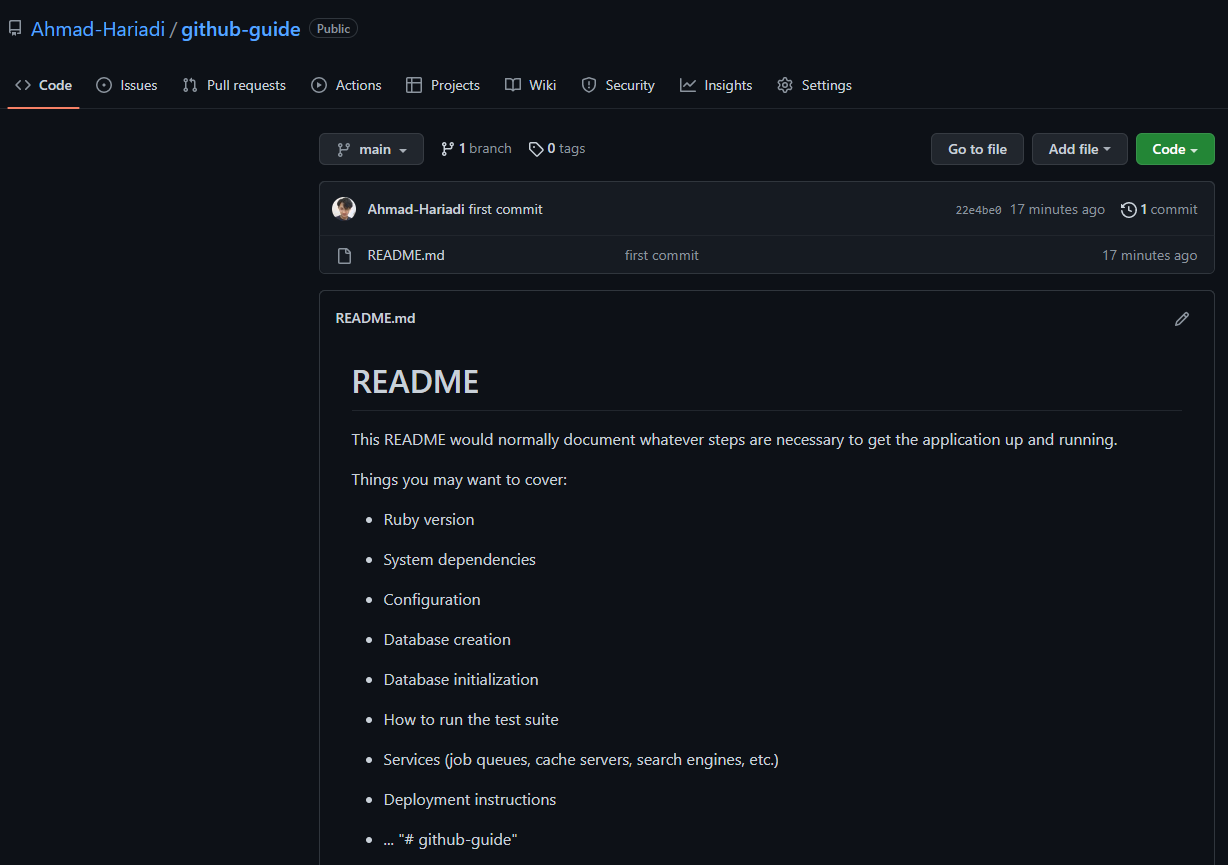 Ahmad-Hariadi / github-guide Public
Code Issues Pull requests Actions Projects Wiki Security Insights Settings
main 1 branch 0 tags Go to file Add file Code
Ahmad-Hariadi first commit 22e4be0 17 minutes ago 1 commit
README.md first commit 17 minutes ago
README.md
README
This README would normally document whatever steps are necessary to get the application up and running.
Things you may want to cover:
• Ruby version
• System dependencies
• Configuration
• Database creation
• Database initialization
• How to run the test suite
• Services (job queues, cache servers, search engines, etc.)
• Deployment instructions
• ... "# github-guide"